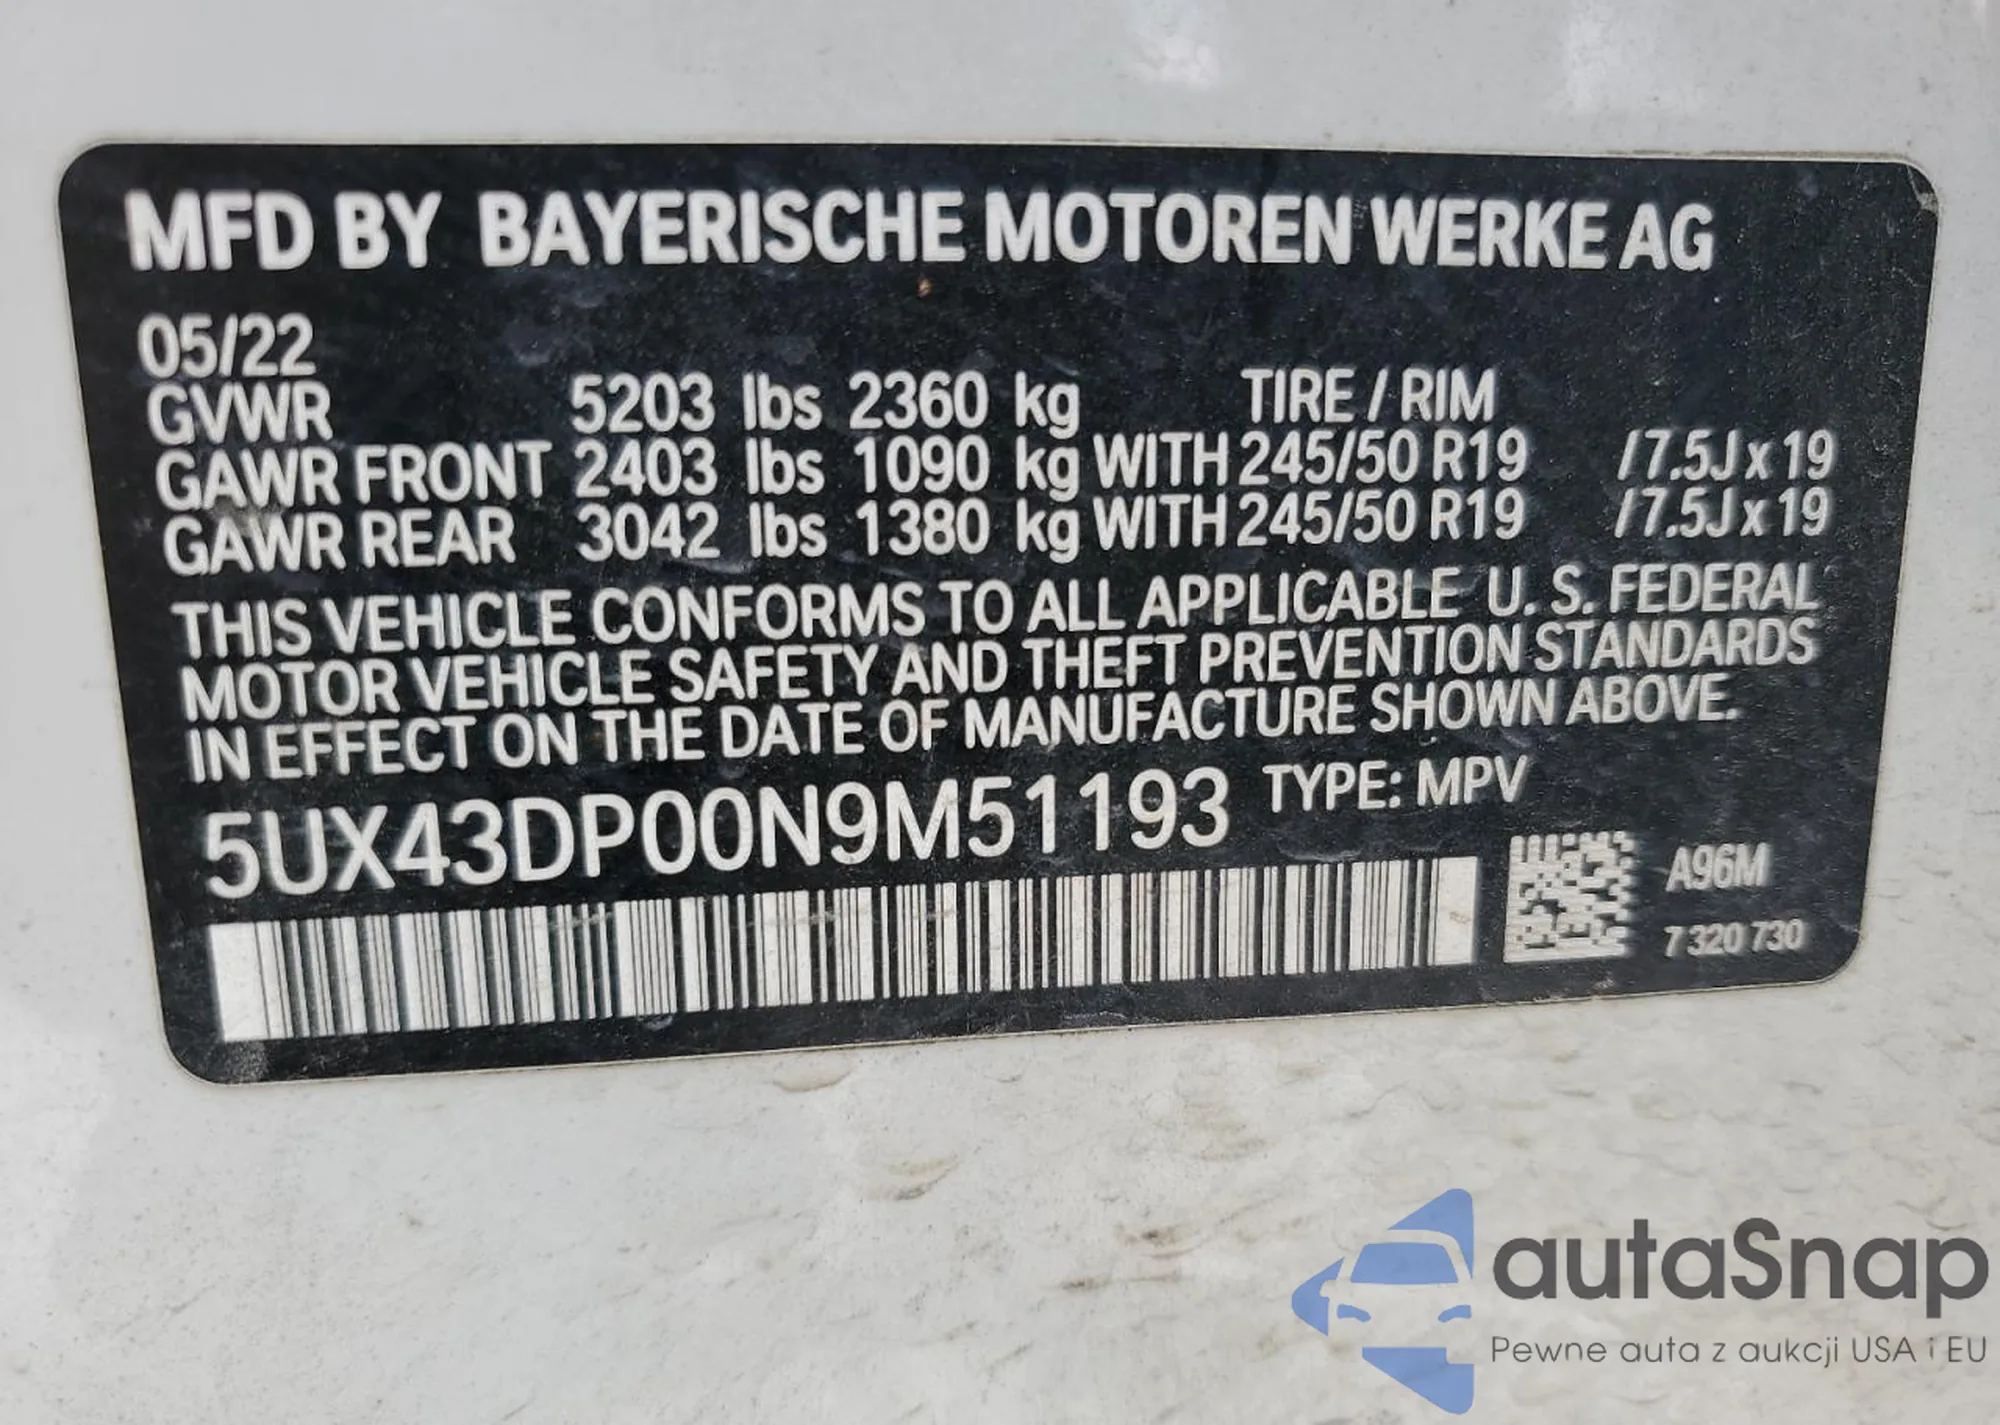 MFD BY BAYERISCHE MOTOREN WERKE AG
05/22
GVWR 5203 lbs 2360 kg TIRE / RIM
GAWR FRONT 2403 lbs 1090 kg WITH 245/50 R19 /7.5J x 19
GAWR REAR 3042 lbs 1380 kg WITH 245/50 R19 /7.5J x 19
THIS VEHICLE CONFORMS TO ALL APPLICABLE U. S. FEDERAL
MOTOR VEHICLE SAFETY AND THEFT PREVENTION STANDARDS
IN EFFECT ON THE DATE OF MANUFACTURE SHOWN ABOVE.
5UX43DP00N9M51193 TYPE: MPV
A96M
7 320 730
autaSnap
Pewne auta z aukcji USA i EU